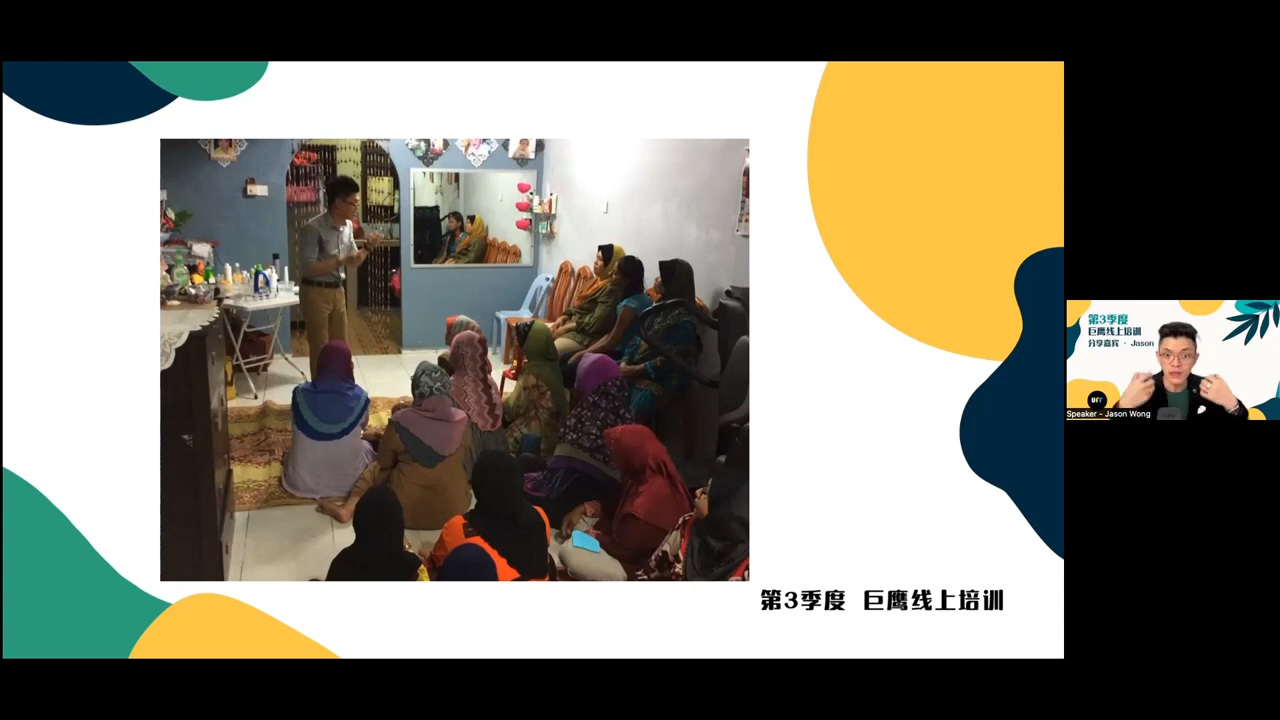 第3季度 巨鹰线上培训
第3季度
巨鹰线上培训
分享嘉宾 · Jason
UFF
Speaker - Jason Wong